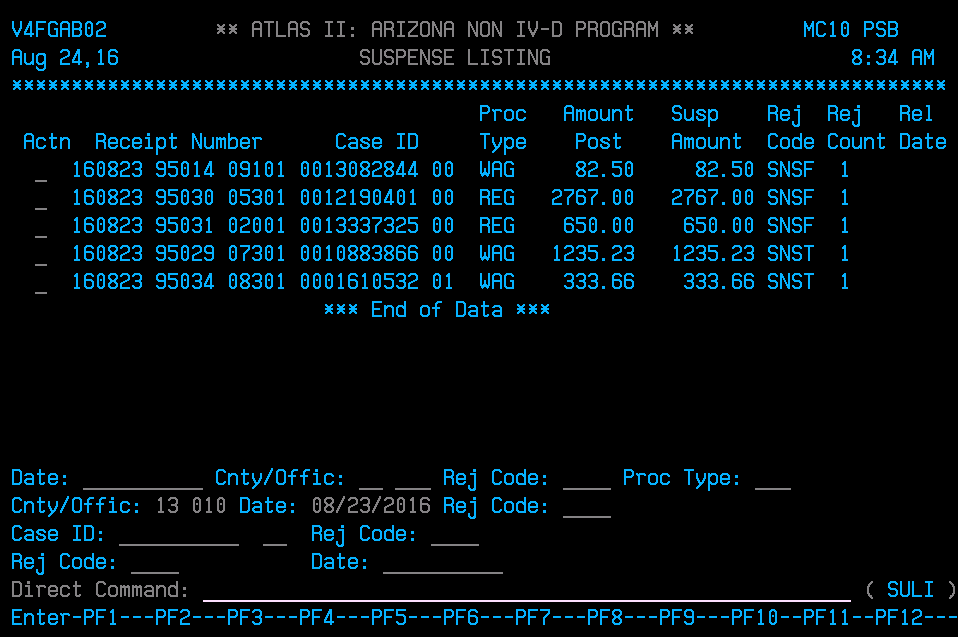 V4FGAB02 ** ATLAS II: ARIZONA NON IV-D PROGRAM ** MC10 PSB
Aug 24,16 SUSPENSE LISTING 8:34 AM
******************************************************************************
Proc Amount Susp Rej Rej Rel
Actn Receipt Number Case ID Type Post Amount Code Count Date
_ 160823 95014 09101 0013082844 00 WAG 82.50 82.50 SNSF 1
_ 160823 95030 05301 0012190401 00 REG 2767.00 2767.00 SNSF 1
_ 160823 95031 02001 0013337325 00 REG 650.00 650.00 SNSF 1
_ 160823 95029 07301 0010883866 00 WAG 1235.23 1235.23 SNST 1
_ 160823 95034 08301 0001610532 01 WAG 333.66 333.66 SNST 1
*** End of Data ***
Date: __________ Cnty/Offic: __ ___ Rej Code: ____ Proc Type: ___
Cnty/Offic: 13 010 Date: 08/23/2016 Rej Code: ____
Case ID: __________ __ Rej Code: ____
Rej Code: ____ Date: __________
Direct Command: ______________________________________________________ ( SULI )
Enter-PF1---PF2---PF3---PF4---PF5---PF6---PF7---PF8---PF9---PF10--PF11--PF12---